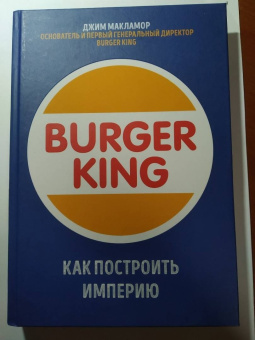 ДЖИМ МАКЛАМОР
ОСНОВАТЕЛЬ И ПЕРВЫЙ ГЕНЕРАЛЬНЫЙ ДИРЕКТОР
BURGER KING
BURGER
KING
КАК ПОСТРОИТЬ
ИМПЕРИЮ